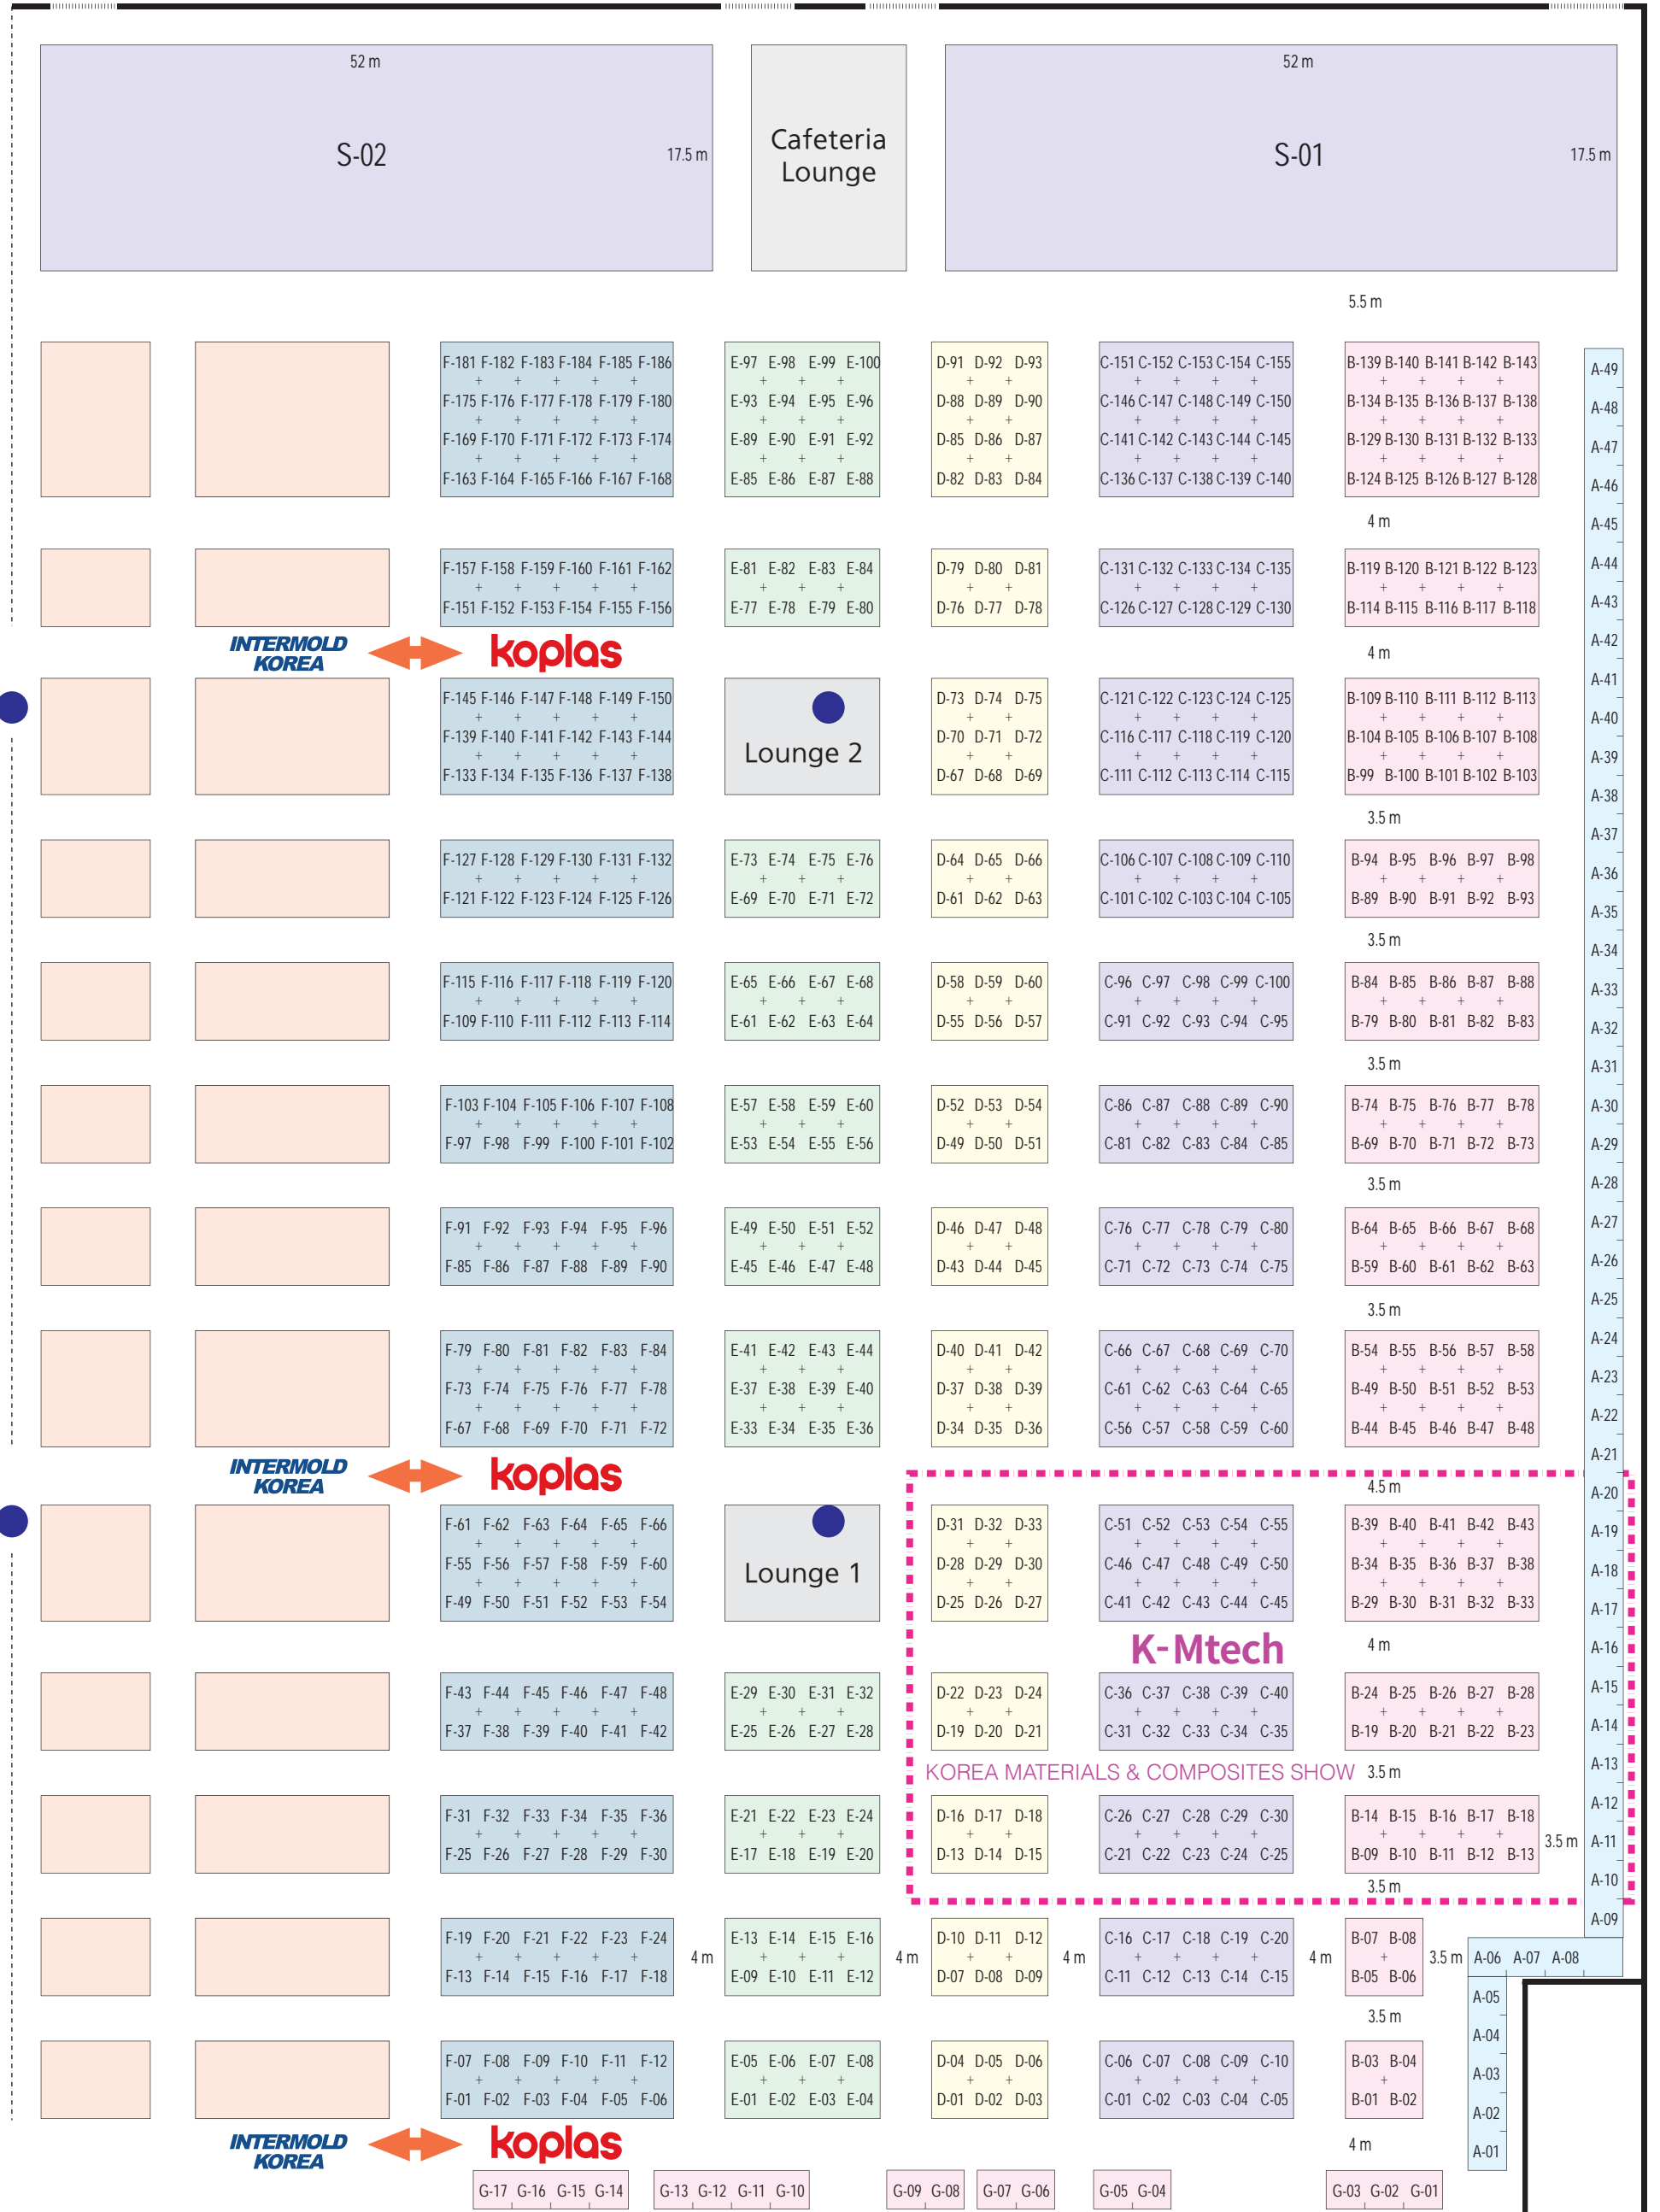 52 m
52 m
S-02
17.5 m
Cafeteria
Lounge
S-01
17.5 m
5.5 m
F-181 F-182 F-183 F-184 F-185 F-186 E-97 E-98 E-99 E-100 D-91 D-92 D-93 C-151 C-152 C-153 C-154 C-155 B-139 B-140 B-141 B-142 B-143 A-49
F-175 F-176 F-177 F-178 F-179 F-180 E-93 E-94 E-95 E-96 D-88 D-89 D-90 C-146 C-147 C-148 C-149 C-150 B-134 B-135 B-136 B-137 B-138 A-48
F-169 F-170 F-171 F-172 F-173 F-174 E-89 E-90 E-91 E-92 D-85 D-86 D-87 C-141 C-142 C-143 C-144 C-145 B-129 B-130 B-131 B-132 B-133 A-47
F-163 F-164 F-165 F-166 F-167 F-168 E-85 E-86 E-87 E-88 D-82 D-83 D-84 C-136 C-137 C-138 C-139 C-140 B-124 B-125 B-126 B-127 B-128 A-46
4 m A-45
F-157 F-158 F-159 F-160 F-161 F-162 E-81 E-82 E-83 E-84 D-79 D-80 D-81 C-131 C-132 C-133 C-134 C-135 B-119 B-120 B-121 B-122 B-123 A-44
F-151 F-152 F-153 F-154 F-155 F-156 E-77 E-78 E-79 E-80 D-76 D-77 D-78 C-126 C-127 C-128 C-129 C-130 B-114 B-115 B-116 B-117 B-118 A-43
INTERMOLD
KOREA
koplas
4 m A-42
A-41
F-145 F-146 F-147 F-148 F-149 F-150 D-73 D-74 D-75 C-121 C-122 C-123 C-124 C-125 B-109 B-110 B-111 B-112 B-113 A-40
F-139 F-140 F-141 F-142 F-143 F-144 Lounge 2 D-70 D-71 D-72 C-116 C-117 C-118 C-119 C-120 B-104 B-105 B-106 B-107 B-108 A-39
F-133 F-134 F-135 F-136 F-137 F-138 D-67 D-68 D-69 C-111 C-112 C-113 C-114 C-115 B-99 B-100 B-101 B-102 B-103 A-38
3.5 m A-37
F-127 F-128 F-129 F-130 F-131 F-132 E-73 E-74 E-75 E-76 D-64 D-65 D-66 C-106 C-107 C-108 C-109 C-110 B-94 B-95 B-96 B-97 B-98 A-36
F-121 F-122 F-123 F-124 F-125 F-126 E-69 E-70 E-71 E-72 D-61 D-62 D-63 C-101 C-102 C-103 C-104 C-105 B-89 B-90 B-91 B-92 B-93 A-35
3.5 m A-34
F-115 F-116 F-117 F-118 F-119 F-120 E-65 E-66 E-67 E-68 D-58 D-59 D-60 C-96 C-97 C-98 C-99 C-100 B-84 B-85 B-86 B-87 B-88 A-33
F-109 F-110 F-111 F-112 F-113 F-114 E-61 E-62 E-63 E-64 D-55 D-56 D-57 C-91 C-92 C-93 C-94 C-95 B-79 B-80 B-81 B-82 B-83 A-32
3.5 m A-31
F-103 F-104 F-105 F-106 F-107 F-108 E-57 E-58 E-59 E-60 D-52 D-53 D-54 C-86 C-87 C-88 C-89 C-90 B-74 B-75 B-76 B-77 B-78 A-30
F-97 F-98 F-99 F-100 F-101 F-102 E-53 E-54 E-55 E-56 D-49 D-50 D-51 C-81 C-82 C-83 C-84 C-85 B-69 B-70 B-71 B-72 B-73 A-29
3.5 m A-28
F-91 F-92 F-93 F-94 F-95 F-96 E-49 E-50 E-51 E-52 D-46 D-47 D-48 C-76 C-77 C-78 C-79 C-80 B-64 B-65 B-66 B-67 B-68 A-27
F-85 F-86 F-87 F-88 F-89 F-90 E-45 E-46 E-47 E-48 D-43 D-44 D-45 C-71 C-72 C-73 C-74 C-75 B-59 B-60 B-61 B-62 B-63 A-26
3.5 m A-25
F-79 F-80 F-81 F-82 F-83 F-84 E-41 E-42 E-43 E-44 D-40 D-41 D-42 C-66 C-67 C-68 C-69 C-70 B-54 B-55 B-56 B-57 B-58 A-24
F-73 F-74 F-75 F-76 F-77 F-78 E-37 E-38 E-39 E-40 D-37 D-38 D-39 C-61 C-62 C-63 C-64 C-65 B-49 B-50 B-51 B-52 B-53 A-23
F-67 F-68 F-69 F-70 F-71 F-72 E-33 E-34 E-35 E-36 D-34 D-35 D-36 C-56 C-57 C-58 C-59 C-60 B-44 B-45 B-46 B-47 B-48 A-22
A-21
INTERMOLD
KOREA
koplas
4.5 m A-20
F-61 F-62 F-63 F-64 F-65 F-66 D-31 D-32 D-33 C-51 C-52 C-53 C-54 C-55 B-39 B-40 B-41 B-42 B-43 A-19
F-55 F-56 F-57 F-58 F-59 F-60 Lounge 1 D-28 D-29 D-30 C-46 C-47 C-48 C-49 C-50 B-34 B-35 B-36 B-37 B-38 A-18
F-49 F-50 F-51 F-52 F-53 F-54 D-25 D-26 D-27 C-41 C-42 C-43 C-44 C-45 B-29 B-30 B-31 B-32 B-33 A-17
K-Mtech 4 m A-16
F-43 F-44 F-45 F-46 F-47 F-48 E-29 E-30 E-31 E-32 D-22 D-23 D-24 C-36 C-37 C-38 C-39 C-40 B-24 B-25 B-26 B-27 B-28 A-15
F-37 F-38 F-39 F-40 F-41 F-42 E-25 E-26 E-27 E-28 D-19 D-20 D-21 C-31 C-32 C-33 C-34 C-35 B-19 B-20 B-21 B-22 B-23 A-14
KOREA MATERIALS & COMPOSITES SHOW 3.5 m A-13
F-31 F-32 F-33 F-34 F-35 F-36 E-21 E-22 E-23 E-24 D-16 D-17 D-18 C-26 C-27 C-28 C-29 C-30 B-14 B-15 B-16 B-17 B-18 A-12
3.5 m A-11
F-25 F-26 F-27 F-28 F-29 F-30 E-17 E-18 E-19 E-20 D-13 D-14 D-15 C-21 C-22 C-23 C-24 C-25 B-09 B-10 B-11 B-12 B-13
3.5 m A-10
A-09
F-19 F-20 F-21 F-22 F-23 F-24 E-13 E-14 E-15 E-16 D-10 D-11 D-12 C-16 C-17 C-18 C-19 C-20 B-07 B-08
4 m 4 m 4 m 4 m 3.5 m A-06 A-07 A-08
F-13 F-14 F-15 F-16 F-17 F-18 E-09 E-10 E-11 E-12 D-07 D-08 D-09 C-11 C-12 C-13 C-14 C-15 B-05 B-06
A-05
3.5 m
A-04
F-07 F-08 F-09 F-10 F-11 F-12 E-05 E-06 E-07 E-08 D-04 D-05 D-06 C-06 C-07 C-08 C-09 C-10 B-03 B-04
A-03
F-01 F-02 F-03 F-04 F-05 F-06 E-01 E-02 E-03 E-04 D-01 D-02 D-03 C-01 C-02 C-03 C-04 C-05 B-01 B-02
A-02
INTERMOLD
KOREA
koplas
4 m A-01
G-17 G-16 G-15 G-14 G-13 G-12 G-11 G-10 G-09 G-08 G-07 G-06 G-05 G-04 G-03 G-02 G-01